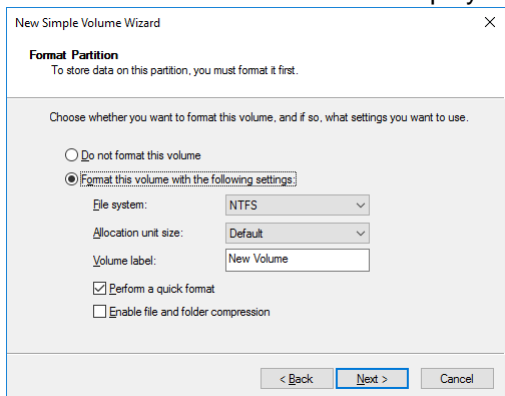 New Simple Volume Wizard
Format Partition
To store data on this partition, you must format it first.
Choose whether you want to format this volume, and if so, what settings you want to use.
Do not format this volume
Format this volume with the following settings:
File system: NTFS
Allocation unit size: Default
Volume label: New Volume
Perform a quick format
Enable file and folder compression
< Back Next > Cancel